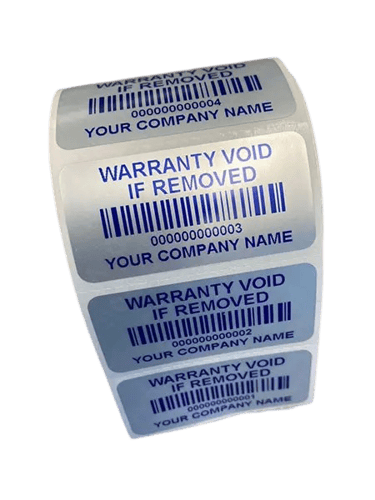 WARRANTY VOID
IF REMOVED
000000000004
YOUR COMPANY NAME
WARRANTY VOID
IF REMOVED
000000000003
YOUR COMPANY NAME
WARRANTY VOID
IF REMOVED
000000000002
YOUR COMPANY NAME
WARRANTY VOID
IF REMOVED
000000000001
YOUR COMPANY NAME